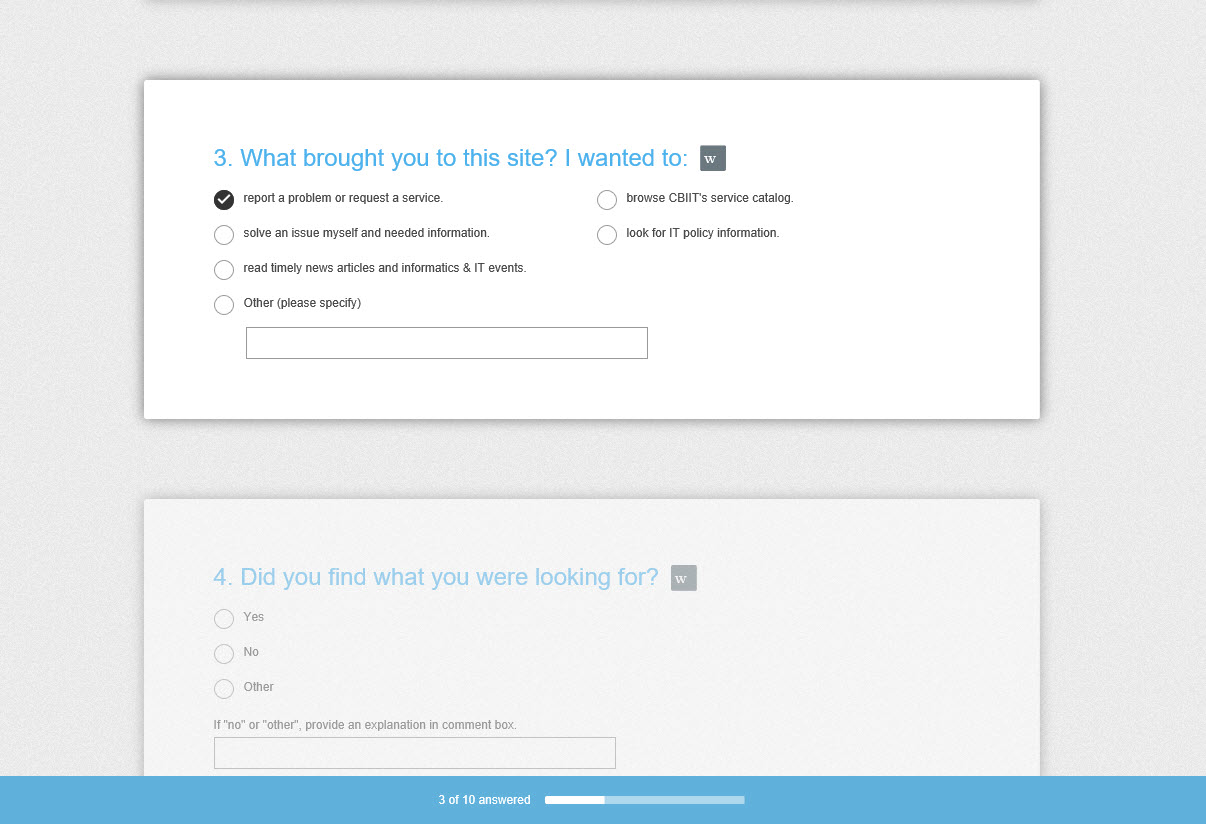 3. What brought you to this site? I wanted to: w
report a problem or request a service.
browse CBIIT's service catalog.
solve an issue myself and needed information.
look for IT policy information.
read timely news articles and informatics & IT events.
Other (please specify)
4. Did you find what you were looking for? w
Yes
No
Other
If "no" or "other", provide an explanation in comment box.
3 of 10 answered